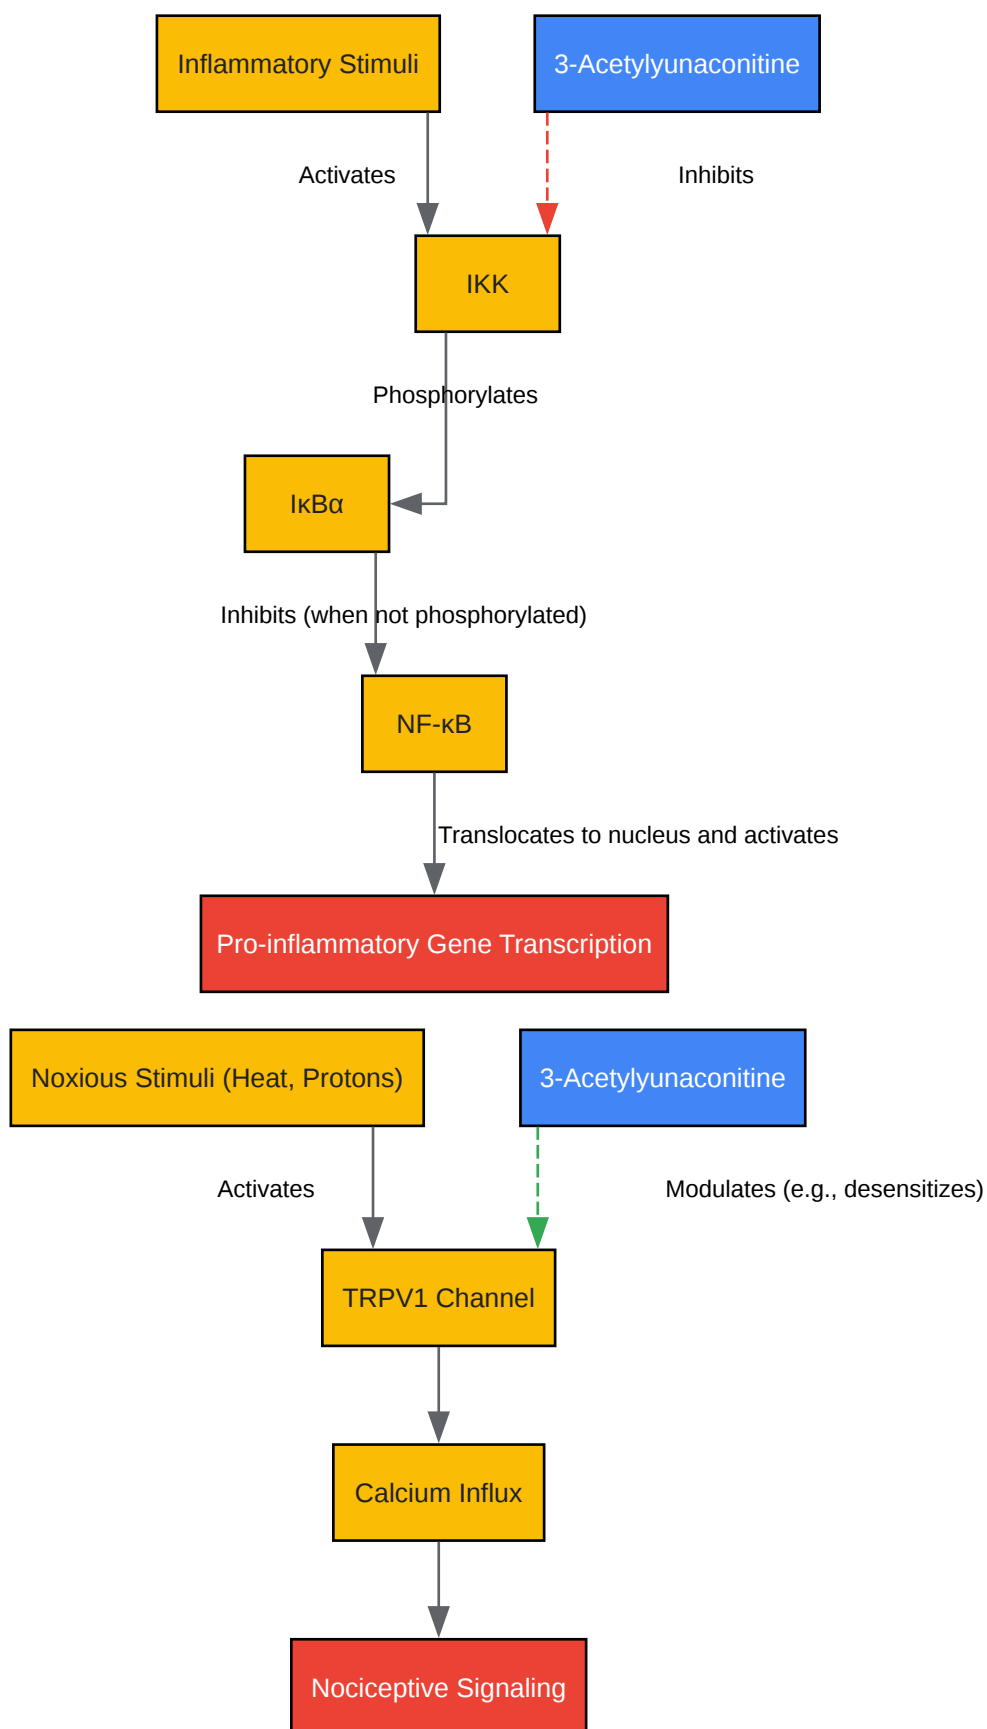 Inflammatory Stimuli
3-Acetylyunaconitine
Activates
Inhibits
IKK
Phosphorylates
IκBα
Inhibits (when not phosphorylated)
NF-κB
Translocates to nucleus and activates
Pro-inflammatory Gene Transcription
Noxious Stimuli (Heat, Protons)
3-Acetylyunaconitine
Activates
Modulates (e.g., desensitizes)
TRPV1 Channel
Calcium Influx
Nociceptive Signaling